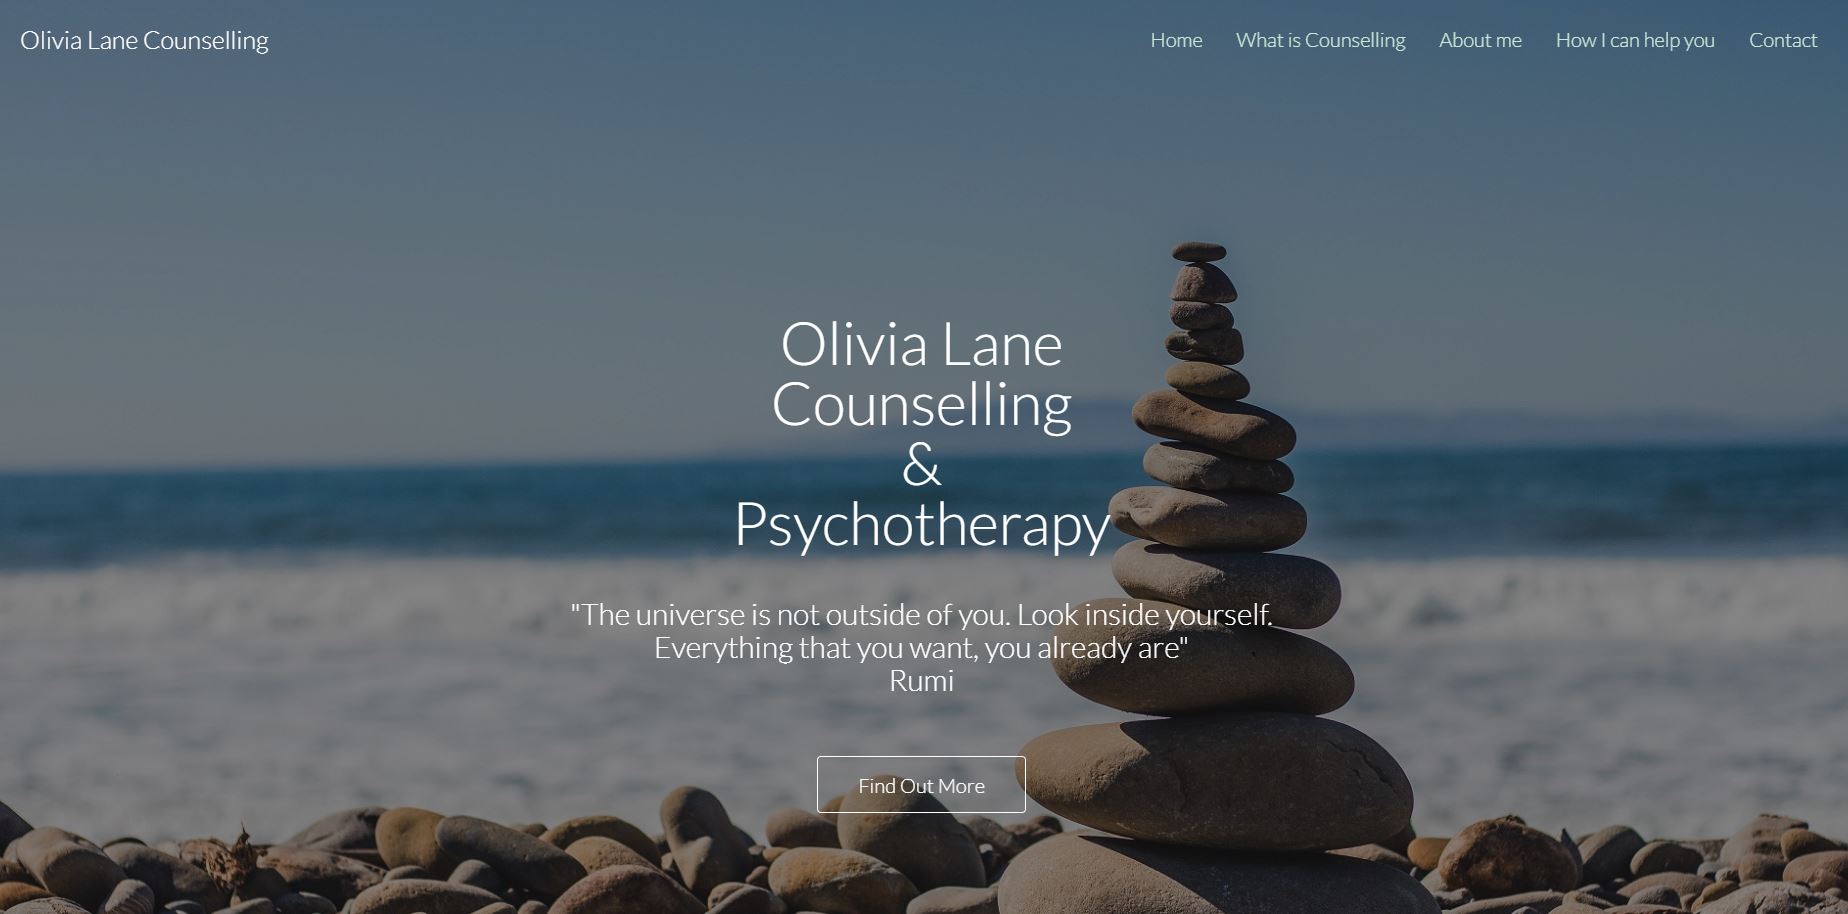 Olivia Lane Counselling
Home
What is Counselling
About me
How I can help you
Contact
Olivia Lane
Counselling
&
Psychotherapy
"The universe is not outside of you. Look inside yourself.
Everything that you want, you already are"
Rumi
Find Out More